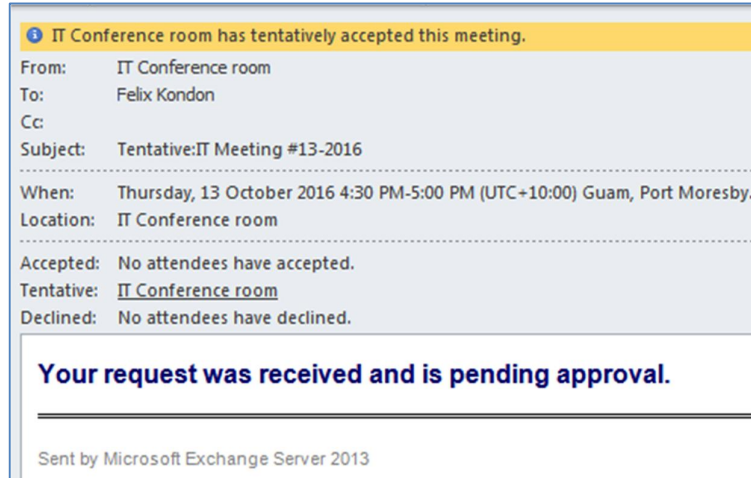 IT Conference room has tentatively accepted this meeting.
From: IT Conference room
To: Felix Kondon
Cc:
Subject: Tentative:IT Meeting #13-2016
When: Thursday, 13 October 2016 4:30 PM-5:00 PM (UTC+10:00) Guam, Port Moresby.
Location: IT Conference room
Accepted: No attendees have accepted.
Tentative: IT Conference room
Declined: No attendees have declined.
Your request was received and is pending approval.
Sent by Microsoft Exchange Server 2013